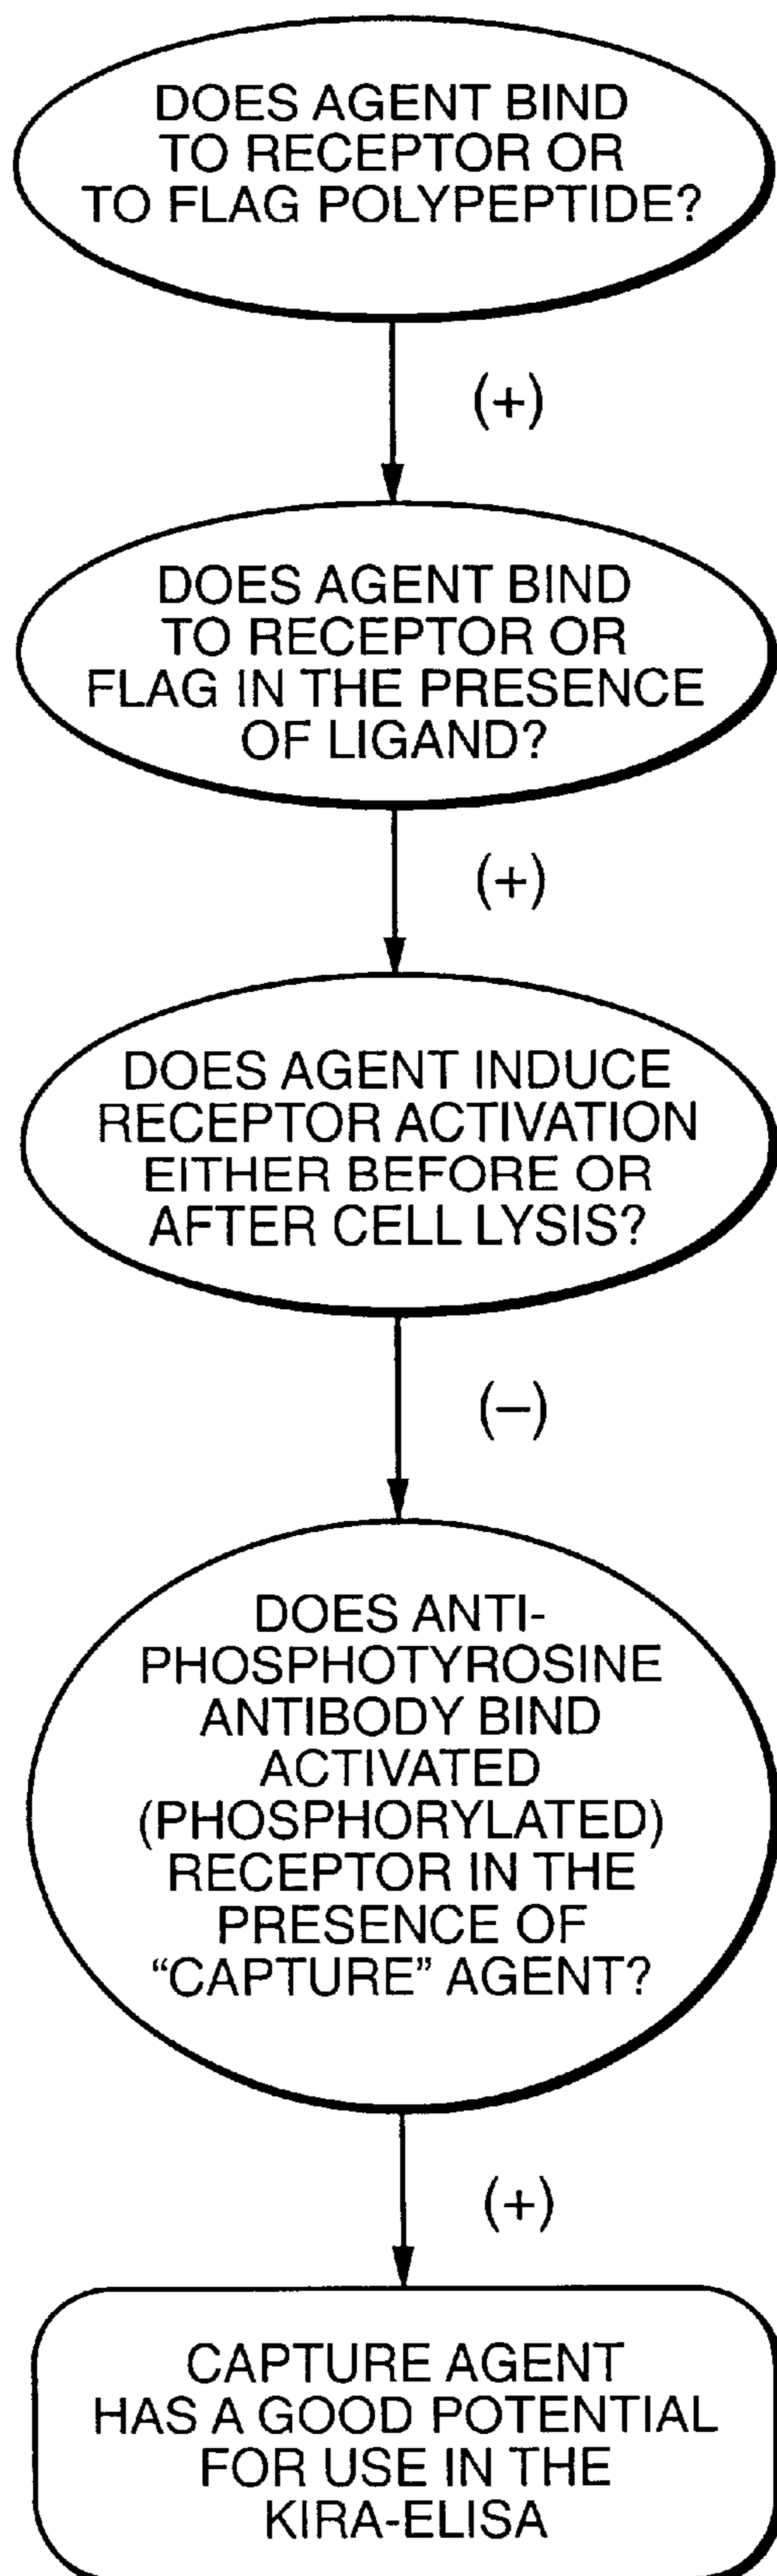 DOES AGENT BIND
TO RECEPTOR OR
TO FLAG POLYPEPTIDE?
(+)
DOES AGENT BIND
TO RECEPTOR OR
FLAG IN THE PRESENCE
OF LIGAND?
(+)
DOES AGENT INDUCE
RECEPTOR ACTIVATION
EITHER BEFORE OR
AFTER CELL LYSIS?
(−)
DOES ANTI-
PHOSPHOTYROSINE
ANTIBODY BIND
ACTIVATED
(PHOSPHORYLATED)
RECEPTOR IN THE
PRESENCE OF
“CAPTURE” AGENT?
(+)
CAPTURE AGENT
HAS A GOOD POTENTIAL
FOR USE IN THE
KIRA-ELISA